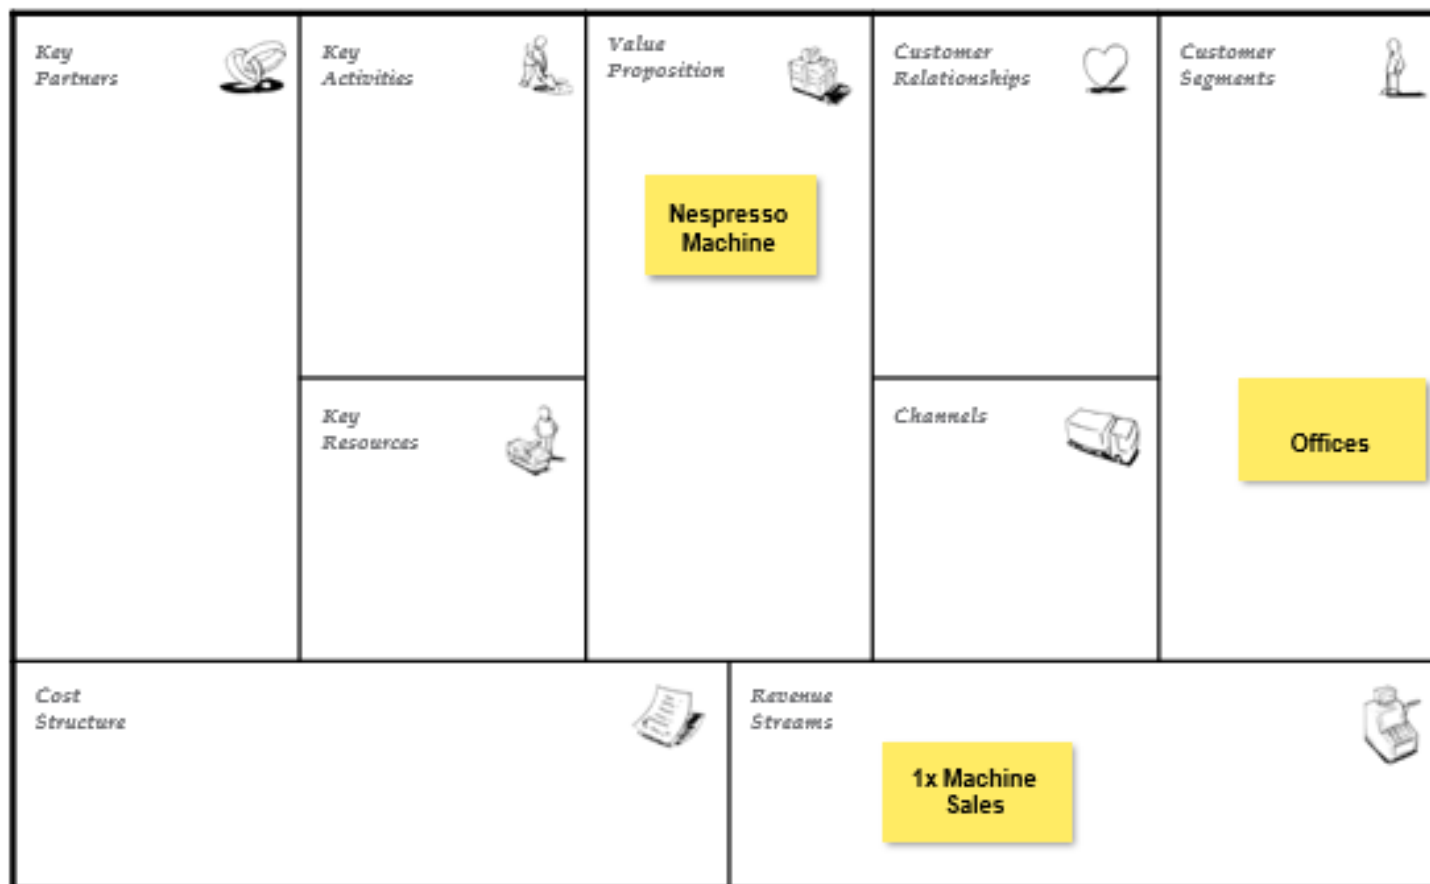 Key
Partners
Key
Activities
Value
Proposition
Customer
Relationships
Customer
Segments
Nespresso
Machine
Key
Resources
Channels
Offices
Cost
Structure
Revenue
Streams
1x Machine
Sales